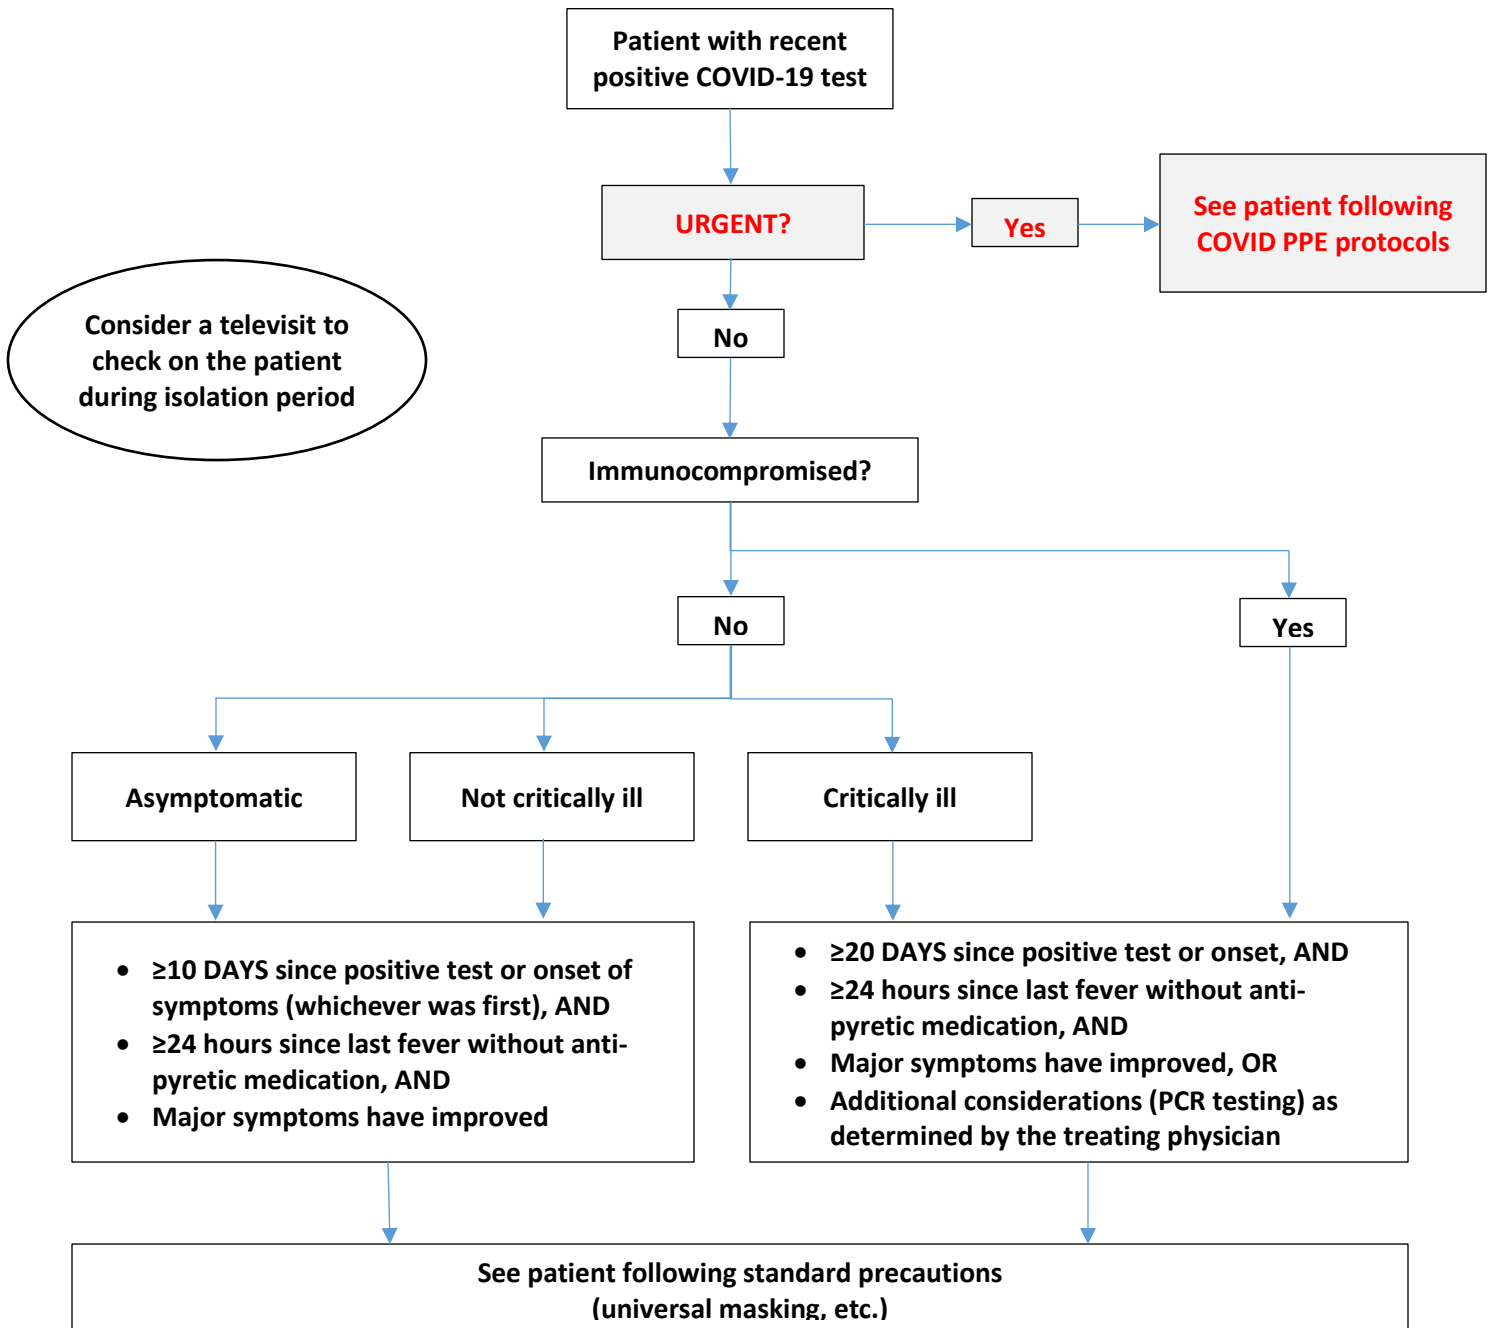 Patient with recent
positive COVID-19 test
URGENT?
Yes
See patient following
COVID PPE protocols
No
Consider a televisit to
check on the patient
during isolation period
Immunocompromised?
No
Yes
Asymptomatic
Not critically ill
Critically ill
• ≥10 DAYS since positive test or onset of
symptoms (whichever was first), AND
• ≥24 hours since last fever without anti-
pyretic medication, AND
• Major symptoms have improved
• ≥20 DAYS since positive test or onset, AND
• ≥24 hours since last fever without anti-
pyretic medication, AND
• Major symptoms have improved, OR
• Additional considerations (PCR testing) as
determined by the treating physician
See patient following standard precautions
(universal masking, etc.)